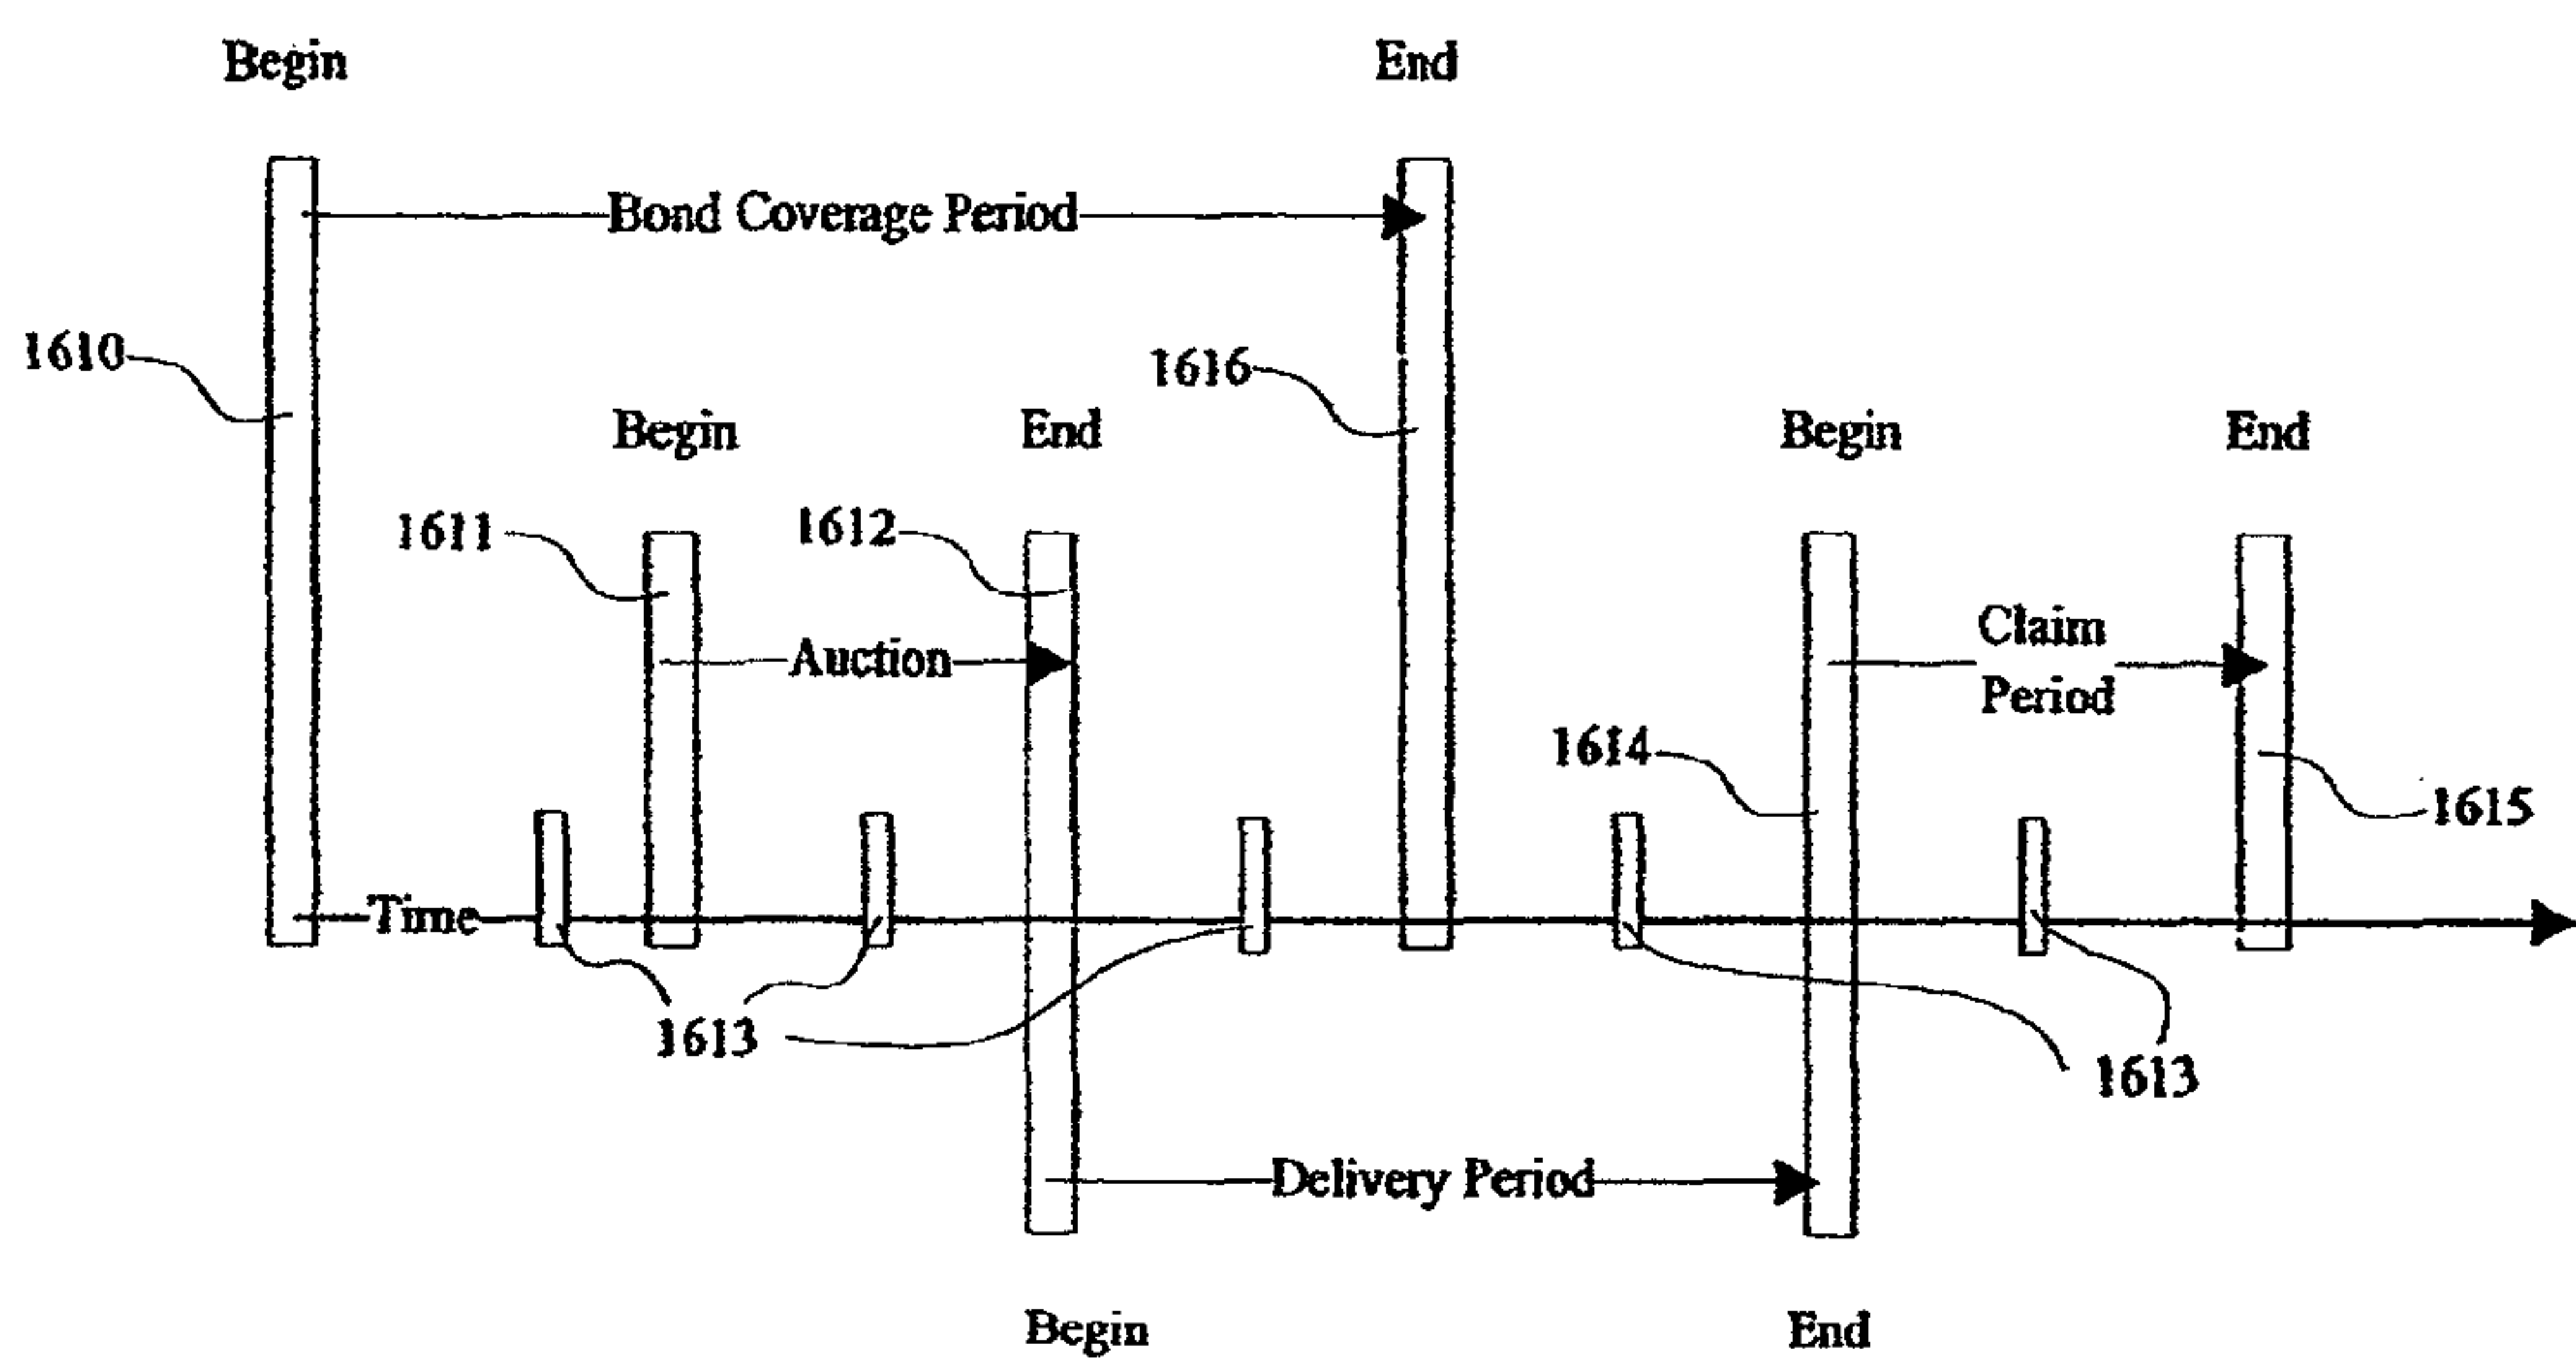 Begin
End
Bond Coverage Period
1610
1616
Begin
End
Begin
End
1611
1612
Auction
Claim
Period
1614
1615
Time
1613
1613
Delivery Period
Begin
End